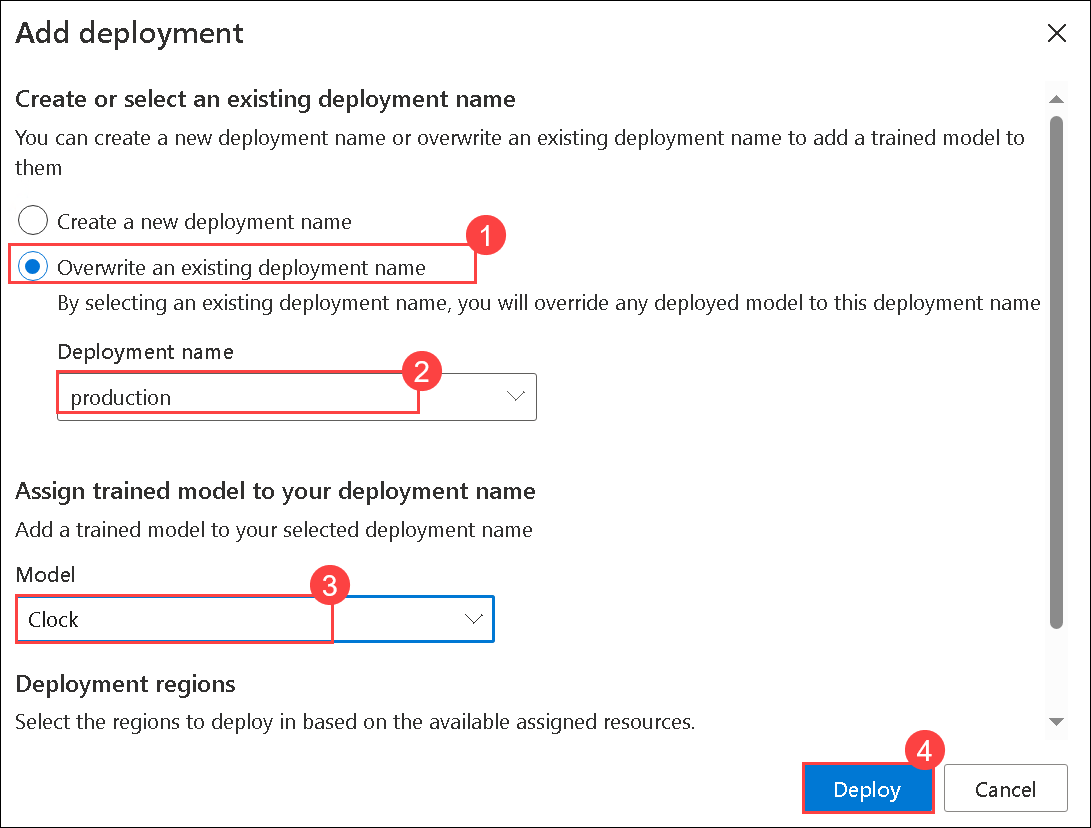 Add deployment
Create or select an existing deployment name
You can create a new deployment name or overwrite an existing deployment name to add a trained model to
them
Create a new deployment name
1
Overwrite an existing deployment name
By selecting an existing deployment name, you will override any deployed model to this deployment name
Deployment name
2
production
Assign trained model to your deployment name
Add a trained model to your selected deployment name
Model
3
Clock
Deployment regions
Select the regions to deploy in based on the available assigned resources.
4
Deploy
Cancel